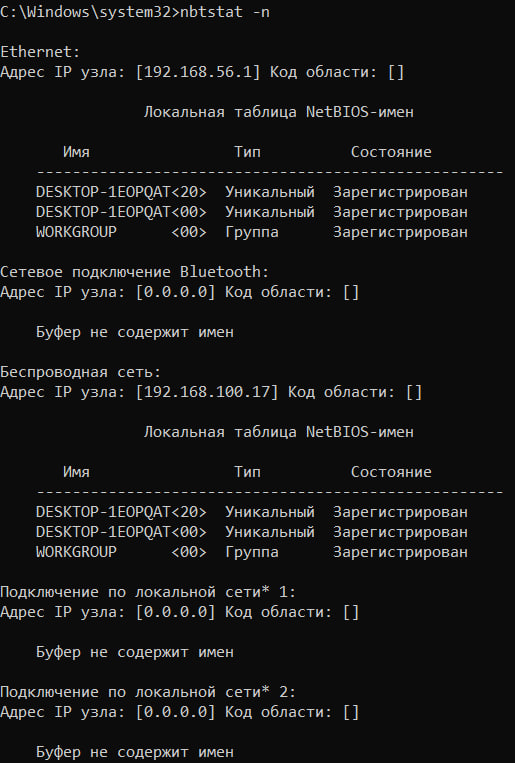 C:\Windows\system32>nbtstat -n
Ethernet:
Адрес IP узла: [192.168.56.1] Код области: []
Локальная таблица NetBIOS-имен
Имя Тип Состояние
----------------------------------------------------
DESKTOP-1EOPQAT<20> Уникальный Зарегистрирован
DESKTOP-1EOPQAT<00> Уникальный Зарегистрирован
WORKGROUP <00> Группа Зарегистрирован
Сетевое подключение Bluetooth:
Адрес IP узла: [0.0.0.0] Код области: []
Буфер не содержит имен
Беспроводная сеть:
Адрес IP узла: [192.168.100.17] Код области: []
Локальная таблица NetBIOS-имен
Имя Тип Состояние
----------------------------------------------------
DESKTOP-1EOPQAT<20> Уникальный Зарегистрирован
DESKTOP-1EOPQAT<00> Уникальный Зарегистрирован
WORKGROUP <00> Группа Зарегистрирован
Подключение по локальной сети* 1:
Адрес IP узла: [0.0.0.0] Код области: []
Буфер не содержит имен
Подключение по локальной сети* 2:
Адрес IP узла: [0.0.0.0] Код области: []
Буфер не содержит имен